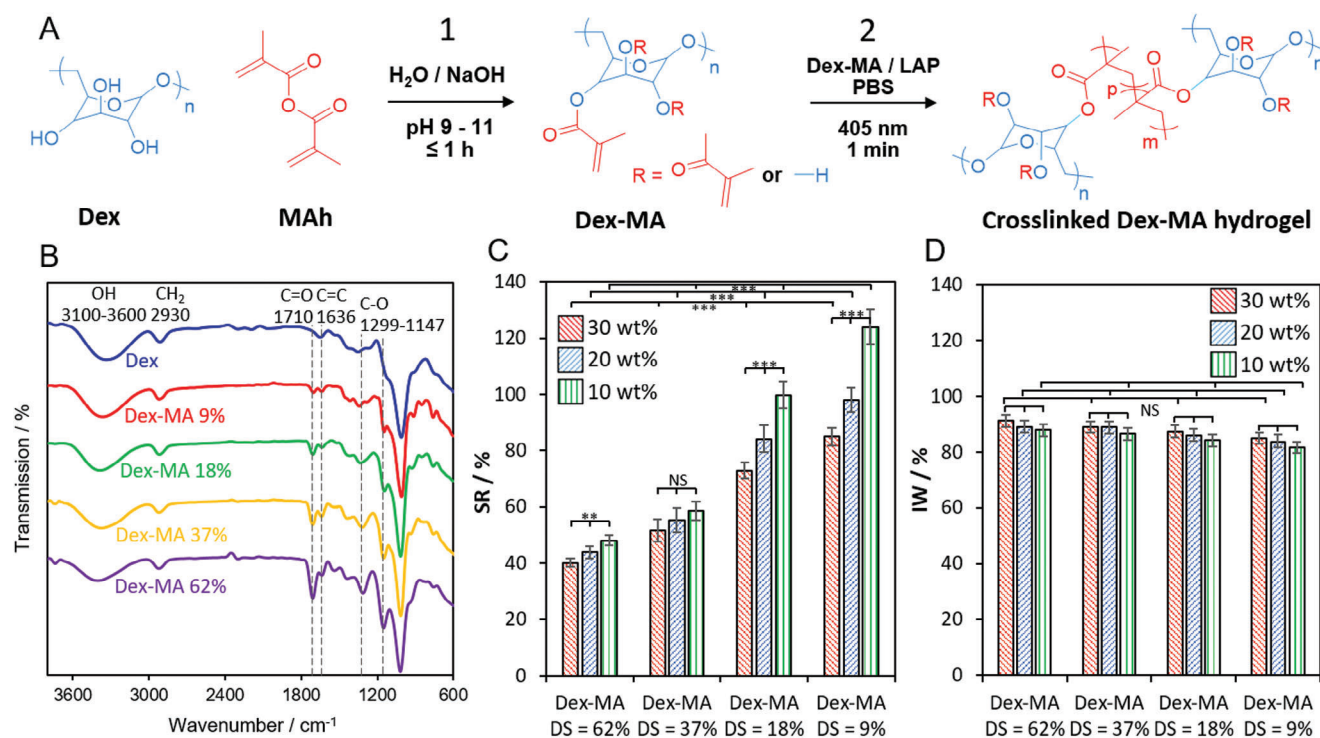 A
1
2
H₂O / NaOH
pH 9 - 11
≤ 1 h
Dex-MA / LAP
PBS
405 nm
1 min
OH
OH
HO
O
O
n
O
O
O
O
R
O
O
n
O
R
O
R = O or —H
R
O
O
n
O
R
O
p
O
O
m
R
O
O
O
R
O
n
Dex
MAh
Dex-MA
Crosslinked Dex-MA hydrogel
B
OH
3100-3600
CH₂
2930
C=O
1710
C=C
1636
C-O
1299-1147
Dex
Dex-MA 9%
Dex-MA 18%
Dex-MA 37%
Dex-MA 62%
Transmission / %
3600 3000 2400 1800 1200 600
Wavenumber / cm⁻¹
C
SR / %
140
120
100
80
60
40
20
0
***
***
***
***
***
NS
**
30 wt%
20 wt%
10 wt%
Dex-MA Dex-MA Dex-MA Dex-MA
DS = 62% DS = 37% DS = 18% DS = 9%
D
IW / %
140
120
100
80
60
40
20
0
30 wt%
20 wt%
10 wt%
NS
Dex-MA Dex-MA Dex-MA Dex-MA
DS = 62% DS = 37% DS = 18% DS = 9%